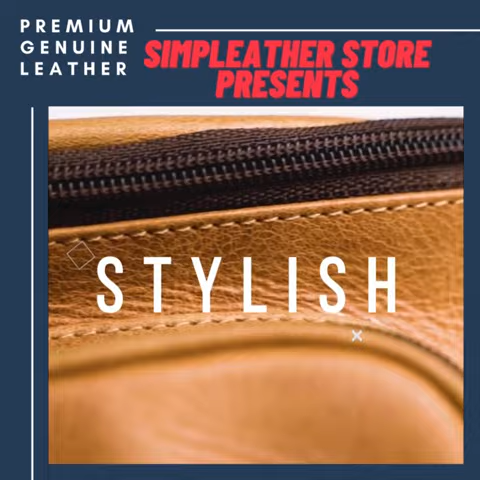 PREMIUM
GENUINE
LEATHER
SIMPLEATHER STORE
PRESENTS
STYLISH